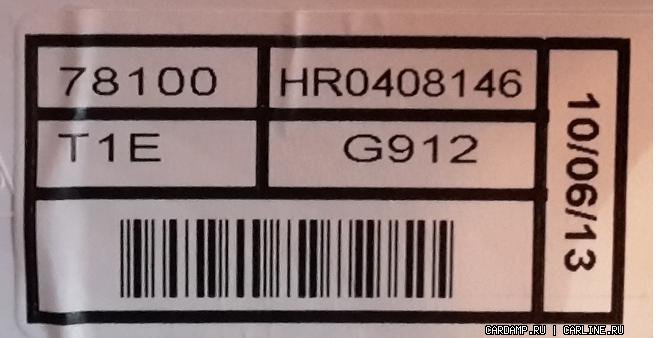 78100 HR0408146
T1E G912
10/06/13
CARDAMP.RU | CARLINE.RU